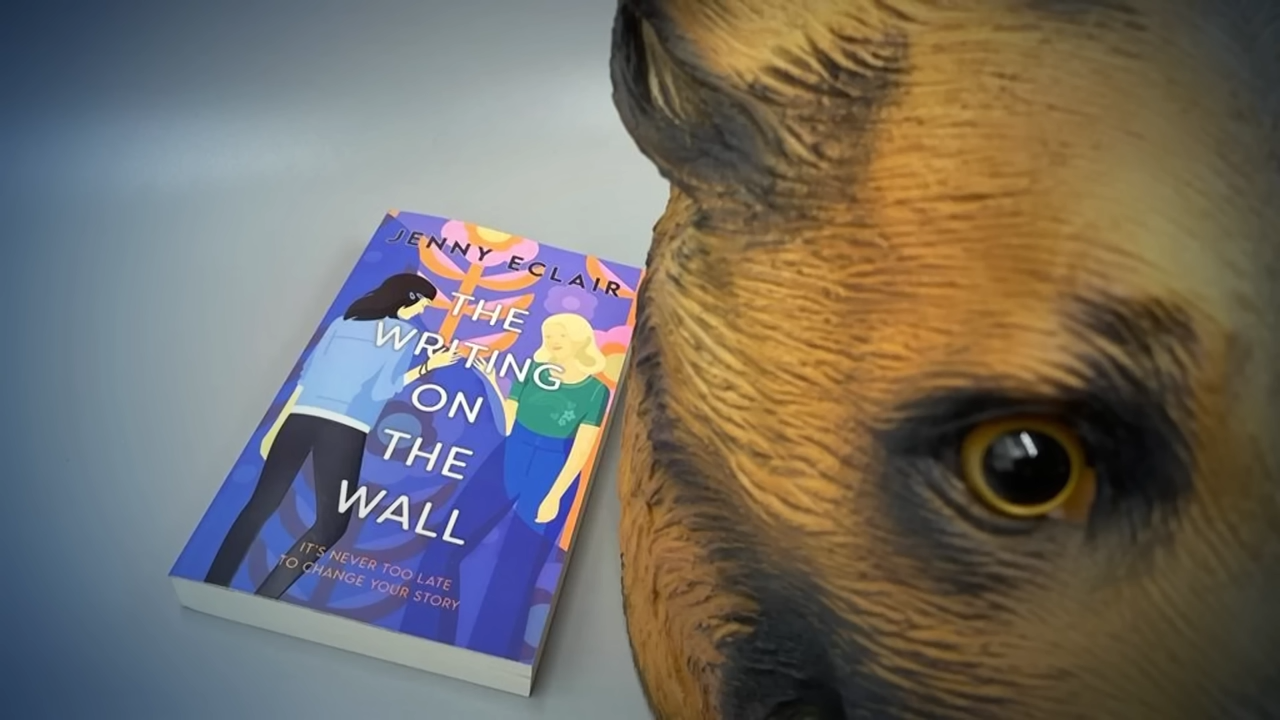 JENNY ECLAIR
THE
WRITING
ON
THE
WALL
IT'S NEVER TOO LATE
TO CHANGE YOUR STORY